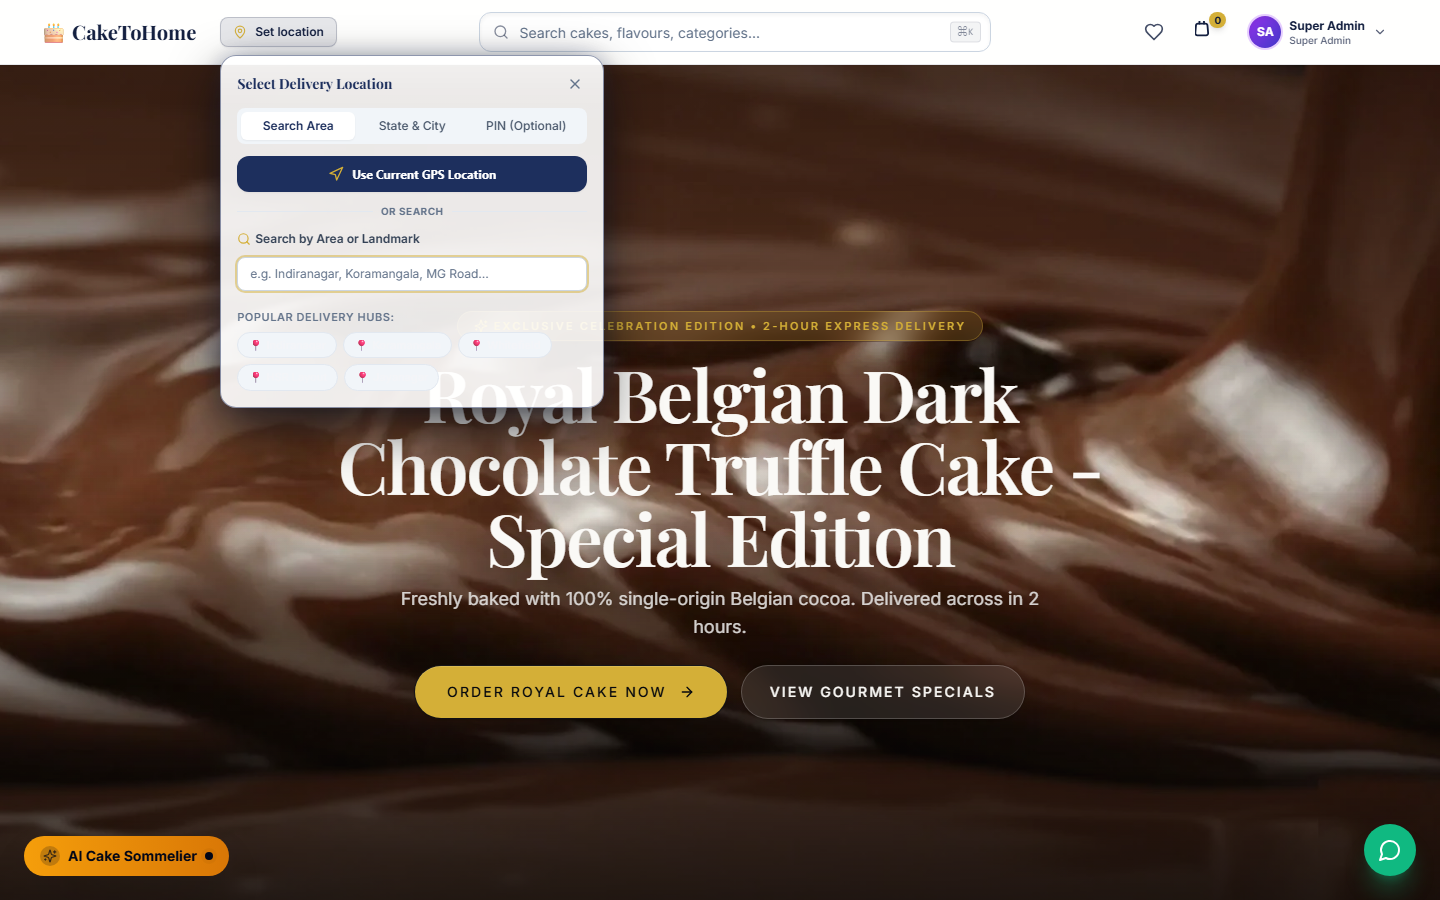 CakeToHome
Set location
Search cakes, flavours, categories...
⌘K
0
SA
Super Admin
Super Admin
Select Delivery Location
Search Area
State & City
PIN (Optional)
Use Current GPS Location
OR SEARCH
Search by Area or Landmark
e.g. Indiranagar, Koramangala, MG Road...
POPULAR DELIVERY HUBS:
EXCLUSIVE CELEBRATION EDITION • 2-HOUR EXPRESS DELIVERY
Royal Belgian Dark
Chocolate Truffle Cake –
Special Edition
Freshly baked with 100% single-origin Belgian cocoa. Delivered across in 2
hours.
ORDER ROYAL CAKE NOW →
VIEW GOURMET SPECIALS
AI Cake Sommelier